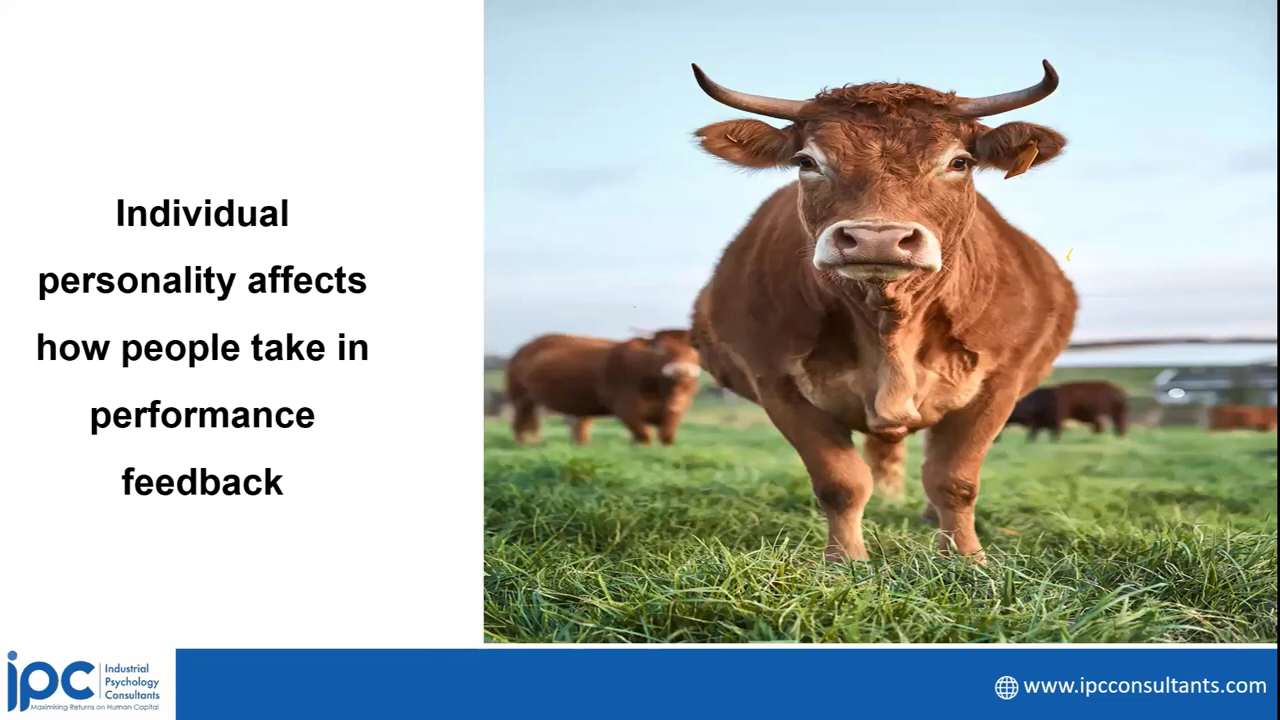 Individual
personality affects
how people take in
performance
feedback
ipc
Industrial
Psychology
Consultants
Maximising Returns on Human Capital
www.ipcconsultants.com